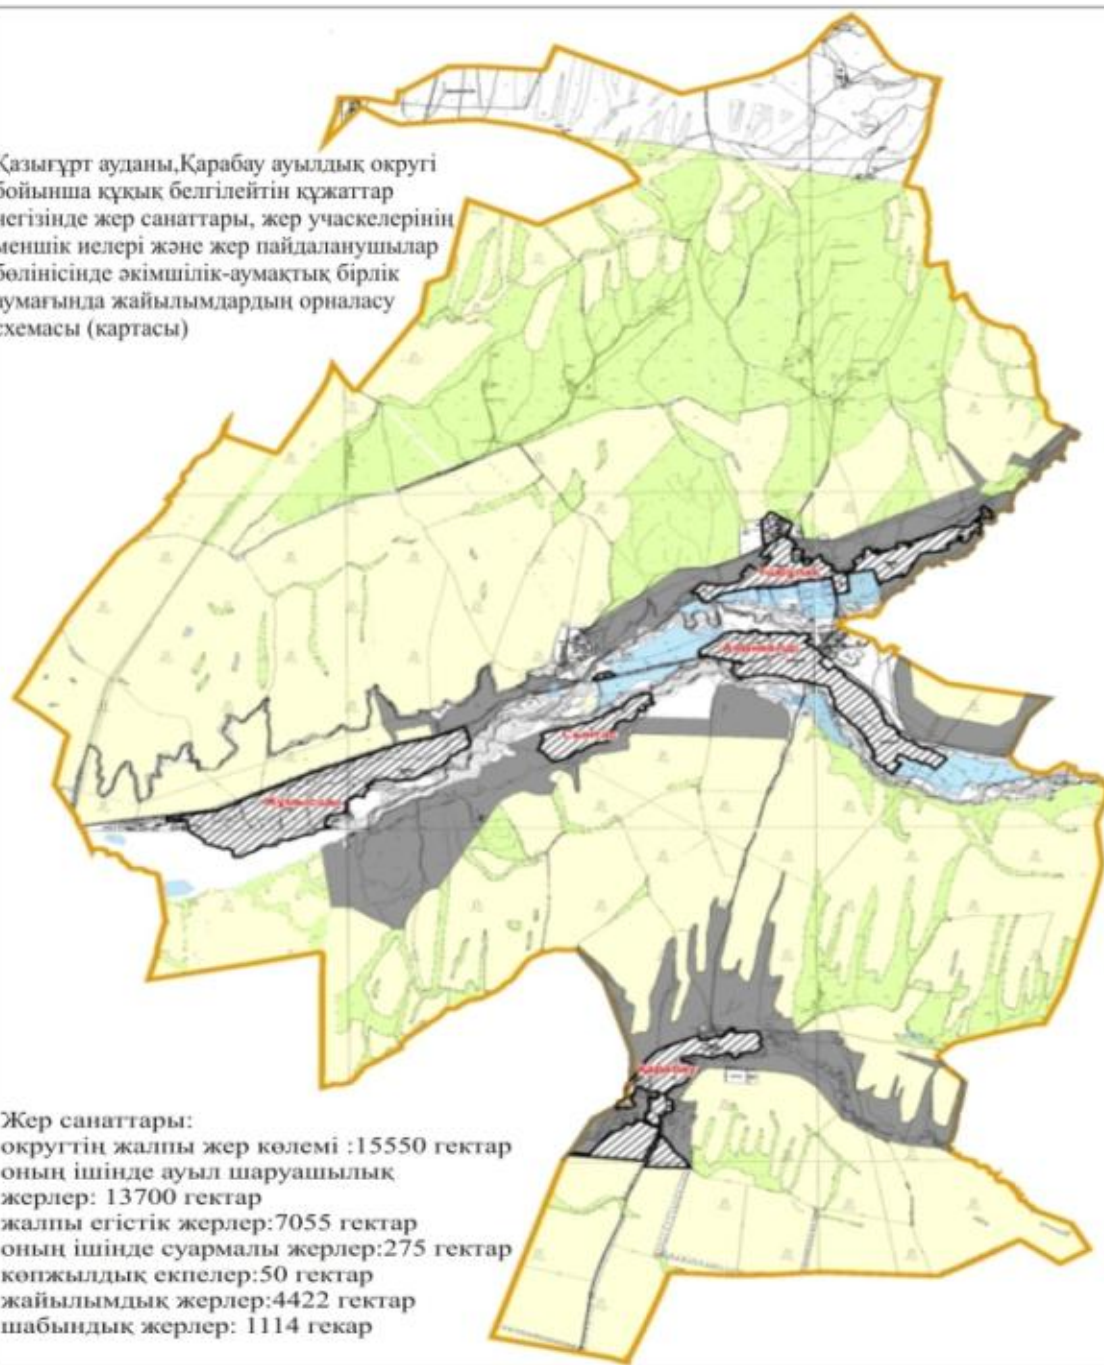 Қазығұрт ауданы,Қарабау ауылдық округі
бойынша құқық белгілейтін құжаттар
негізінде жер санаттары, жер учаскелерінің
меншік иелері және жер пайдаланушылар
бөлінісінде әкімшілік-аумақтық бірлік
аумағында жайылымдардың орналасу
схемасы (картасы)
Қарабау
Жер санаттары:
округтің жалпы жер көлемі :15550 гектар
оның ішінде ауыл шаруашылық
жерлер: 13700 гектар
жалпы егістік жерлер:7055 гектар
оның ішінде суармалы жерлер:275 гектар
көпжылдық екпелер:50 гектар
жайылымдық жерлер:4422 гектар
шабындық жерлер: 1114 гекар